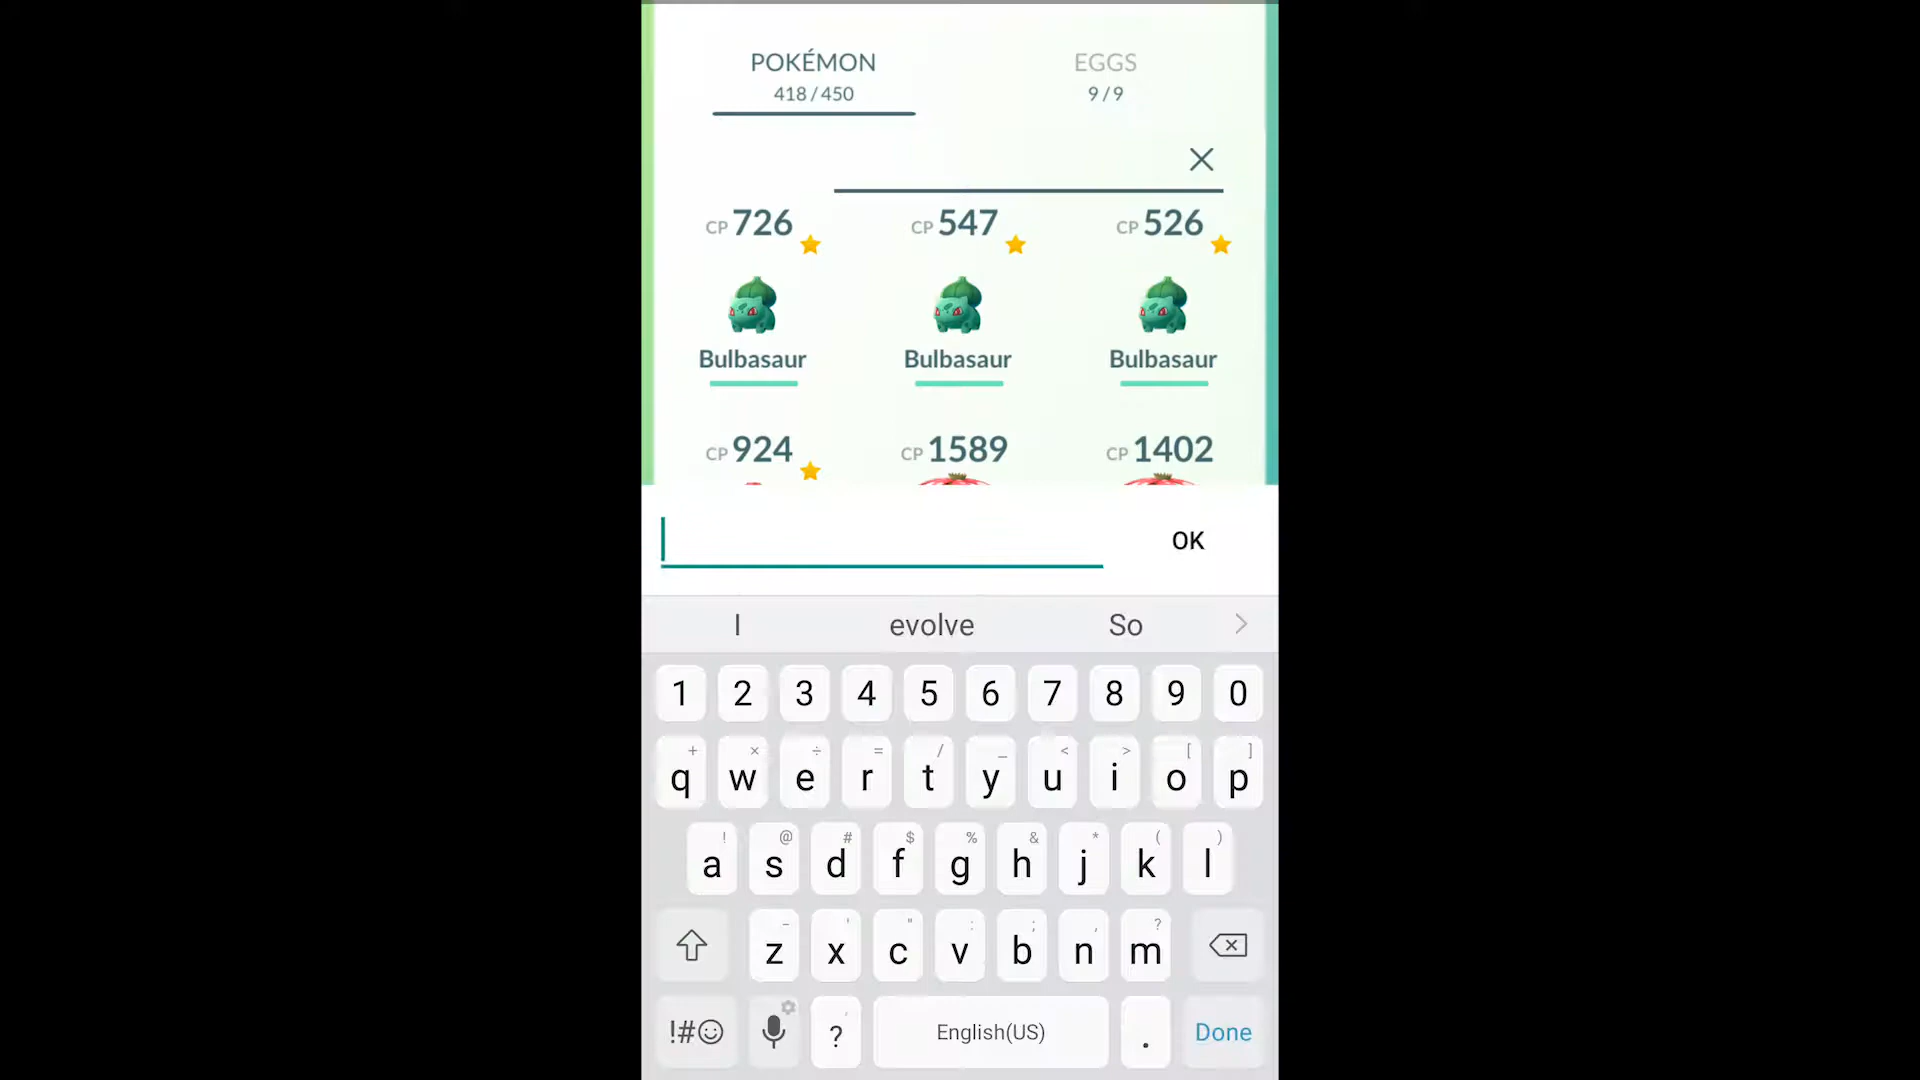 POKÉMON EGGS
418 / 450 9 / 9
CP 726 CP 547 CP 526
Bulbasaur Bulbasaur Bulbasaur
CP 924 CP 1589 CP 1402
OK
I evolve So
1 2 3 4 5 6 7 8 9 0
+ × ÷ = / _ < > [ ]
q w e r t y u i o p
! @ # $ % & * ( )
a s d f g h j k l
- ' " : ; , ?
z x c v b n m
!# ? English(US) . Done